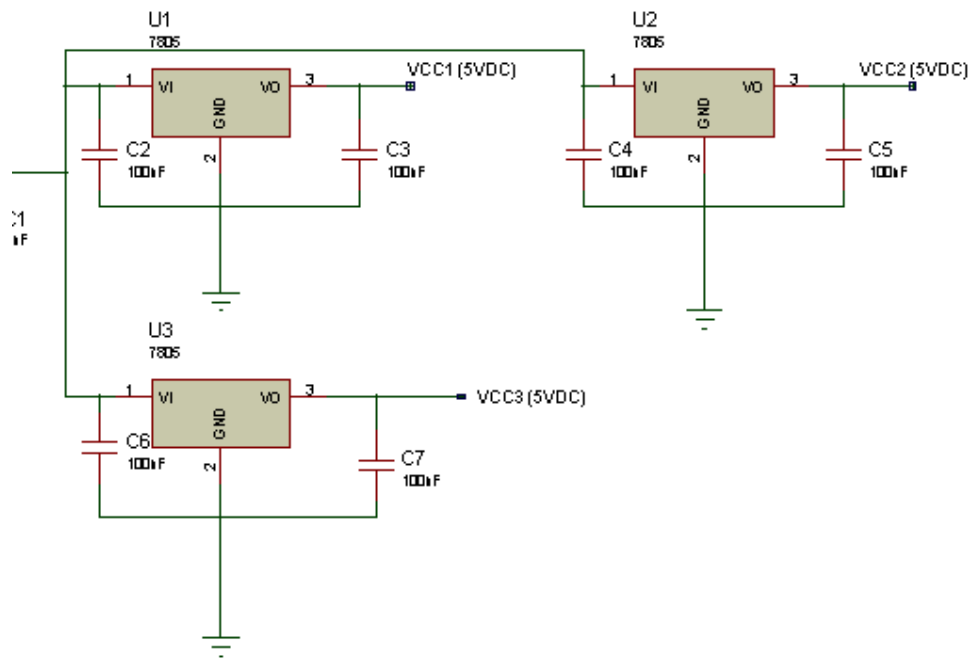 U1
7805
1
VI
VO
3
GND
2
VCC1 (5VDC)
C2
100nF
C3
100nF
U2
7805
1
VI
VO
3
GND
2
VCC2 (5VDC)
C4
100nF
C5
100nF
C1
nF
U3
7805
1
VI
VO
3
GND
2
VCC3 (5VDC)
C6
100nF
C7
100nF